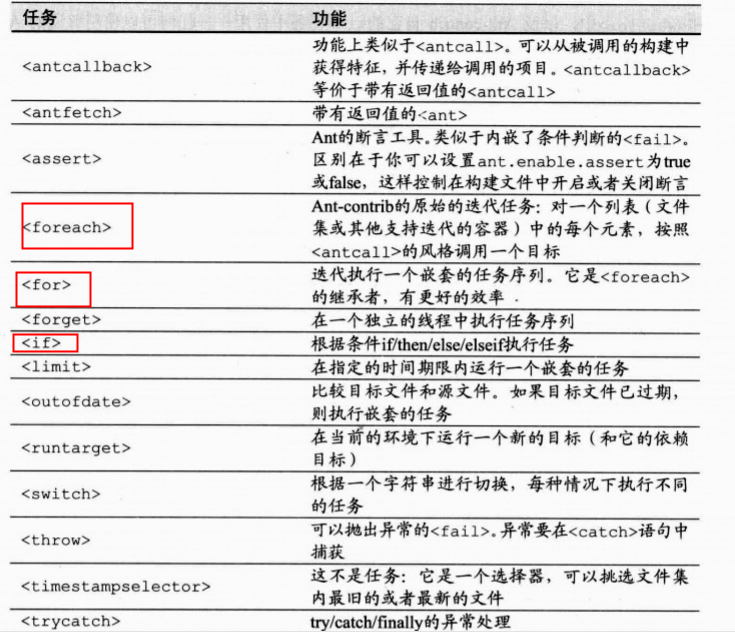 任务 功能
功能上类似于<antcall>。可以从被调用的构建中
<antcallback> 获得特征,并传递给调用的项目。<antcallback>
等价于带有返回值的<antcall>
<antfetch> 带有返回值的<ant>
Ant的断言工具。类似于内嵌了条件判断的<fail>。
<assert> 区别在于你可以设置ant.enable.assert为true
或false,这样控制在构建文件中开启或者关闭断言
Ant-contrib的原始的迭代任务:对一个列表(文件
<foreach> 集或其他支持迭代的容器)中的每个元素,按照
<antcall>的风格调用一个目标
<for> 迭代执行一个嵌套的任务序列。它是<foreach>
的继承者,有更好的效率.
<forget> 在一个独立的线程中执行任务序列
<if> 根据条件if/then/else/elseif执行任务
<limit> 在指定的时间期限内运行一个嵌套的任务
<outofdate> 比较目标文件和源文件。如果目标文件已过期,
则执行嵌套的任务
<runtarget> 在当前的环境下运行一个新的目标(和它的依赖
目标)
<switch> 根据一个字符串进行切换,每种情况下执行不同
的任务
<throw> 可以抛出异常的<fail>。异常要在<catch>语句中
捕获
<timestampselector> 这不是任务:它是一个选择器,可以挑选文件集
内最旧的或者最新的文件
<trycatch> try/catch/finally的异常处理